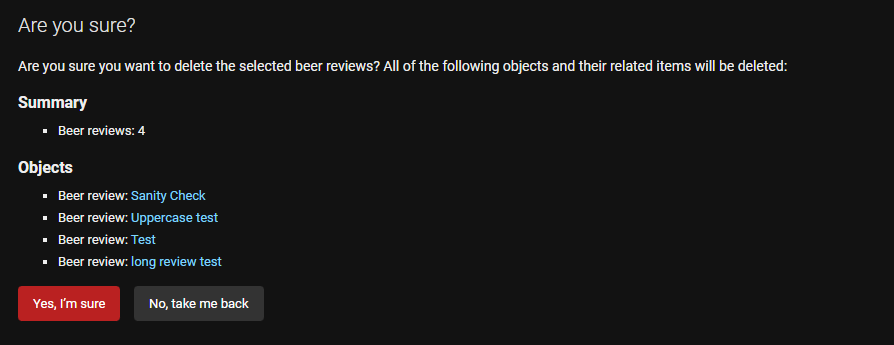 Are you sure?
Are you sure you want to delete the selected beer reviews? All of the following objects and their related items will be deleted:
Summary
Beer reviews: 4
Objects
Beer review: Sanity Check
Beer review: Uppercase test
Beer review: Test
Beer review: long review test
Yes, I'm sure No, take me back